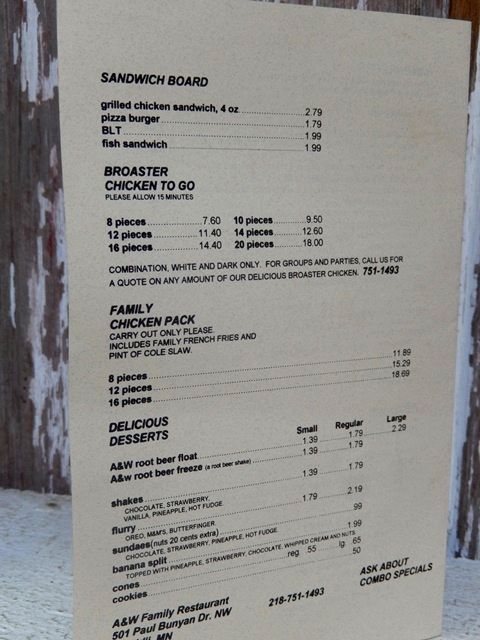 SANDWICH BOARD
grilled chicken sandwich, 4 oz. 2.79
pizza burger 1.79
BLT 1.99
fish sandwich 1.99
BROASTER
CHICKEN TO GO
PLEASE ALLOW 15 MINUTES
8 pieces 7.60 10 pieces 9.50
12 pieces 11.40 14 pieces 12.60
16 pieces 14.40 20 pieces 18.00
COMBINATION, WHITE AND DARK ONLY. FOR GROUPS AND PARTIES, CALL US FOR
A QUOTE ON ANY AMOUNT OF OUR DELICIOUS BROASTER CHICKEN. 751-1493
FAMILY
CHICKEN PACK
CARRY OUT ONLY PLEASE.
INCLUDES FAMILY FRENCH FRIES AND
PINT OF COLE SLAW.
8 pieces 11.89
12 pieces 15.29
16 pieces 18.69
DELICIOUS
DESSERTS
Small Regular Large
A&W root beer float 1.39 1.79 2.29
A&w root beer freeze (a root beer shake) 1.39 1.79
shakes 1.39 1.79
CHOCOLATE, STRAWBERRY,
VANILLA, PINEAPPLE, HOT FUDGE
flurry 1.79 2.19
OREO, M&M'S, BUTTERFINGER
sundaes(nuts 20 cents extra) .99
CHOCOLATE, STRAWBERRY, PINEAPPLE, HOT FUDGE
banana split 1.99
TOPPED WITH PINEAPPLE, STRAWBERRY, CHOCOLATE, WHIPPED CREAM AND NUTS
cones reg. .55 lg. .65
cookies .50
ASK ABOUT
COMBO SPECIALS
A&W Family Restaurant 218-751-1493
501 Paul Bunyan Dr. NW
MN